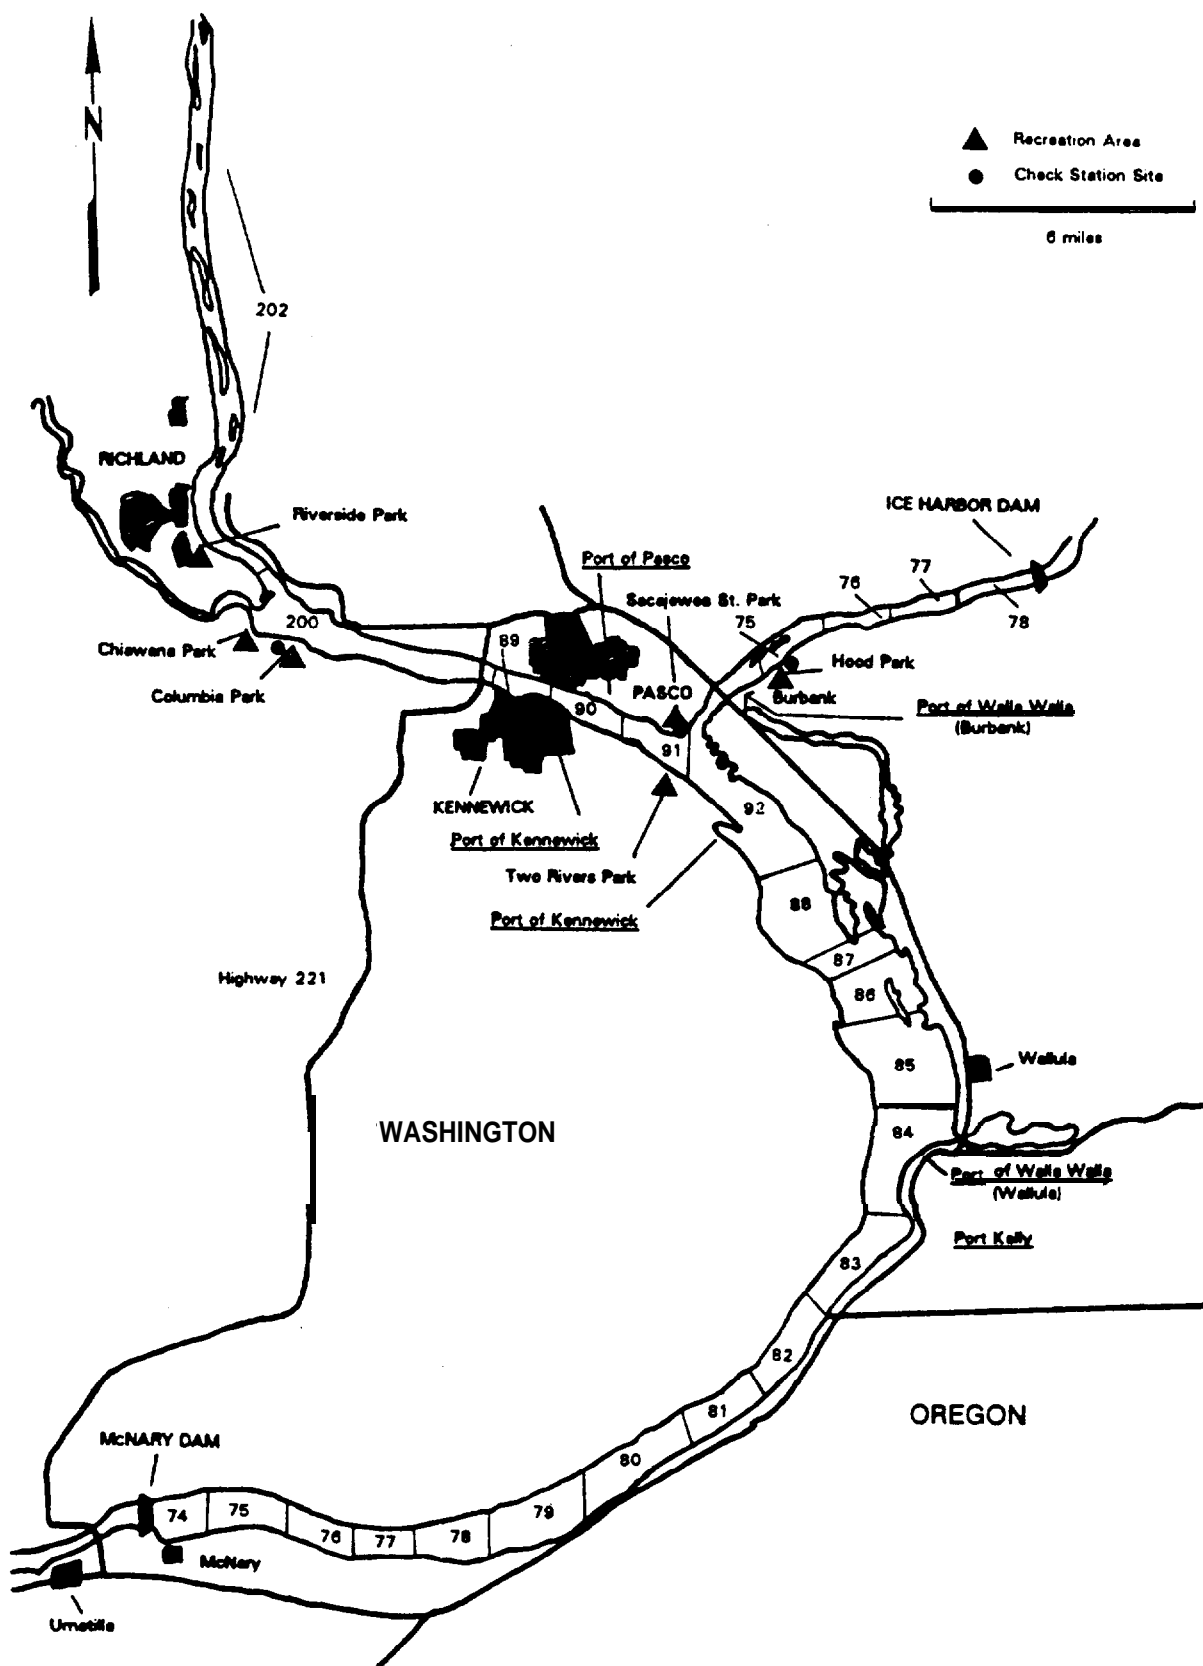 N
Recreation Area
Check Station Site
6 miles
202
RICHLAND
Riverside Park
ICE HARBOR DAM
Port of Pasco
77
76
Sacajawea St. Park
78
200
89
75
Chiawana Park
Hood Park
Columbia Park
PASCO
Burbank
90
Port of Walla Walla
(Burbank)
91
KENNEWICK
92
Port of Kennewick
Two Rivers Park
88
Port of Kennewick
87
Highway 221
86
85
Wallula
WASHINGTON
84
Port of Walla Walla
(Wallula)
Port Kelly
83
82
81
OREGON
McNARY DAM
80
74
75
79
76
77
78
McNary
Umatilla